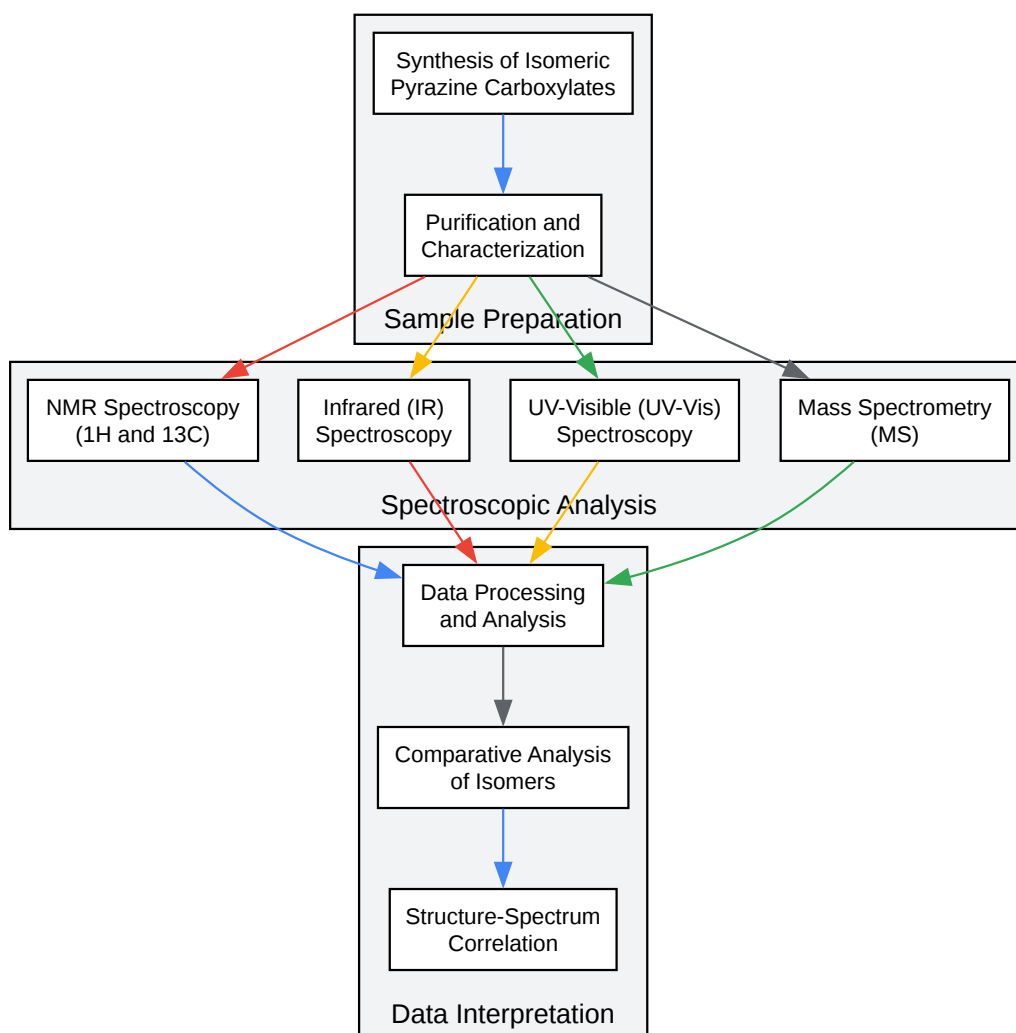 Synthesis of Isomeric
Pyrazine Carboxylates
Purification and
Characterization
Sample Preparation
NMR Spectroscopy
(1H and 13C)
Infrared (IR)
Spectroscopy
UV-Visible (UV-Vis)
Spectroscopy
Mass Spectrometry
(MS)
Spectroscopic Analysis
Data Processing
and Analysis
Comparative Analysis
of Isomers
Structure-Spectrum
Correlation
Data Interpretation